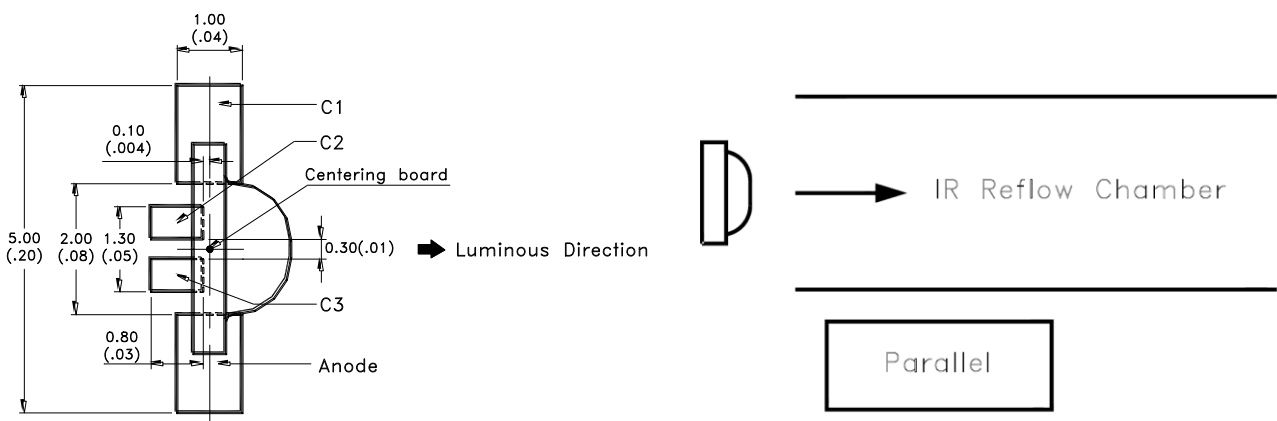 1.00
(.04)
C1
0.10
(.004)
C2
Centering board
5.00
(.20)
2.00
(.08)
1.30
(.05)
0.30(.01)
Luminous Direction
C3
0.80
(.03)
Anode
IR Reflow Chamber
Parallel